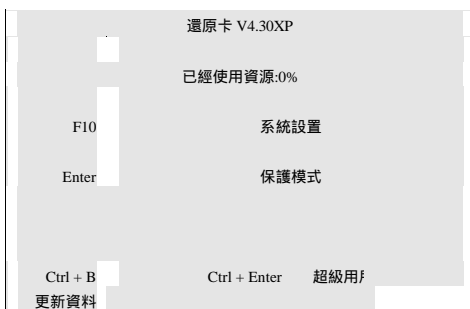 還原卡 V4.30XP
已經使用資源:0%
F10 系統設置
Enter 保護模式
Ctrl + B Ctrl + Enter 超級用
更新資料